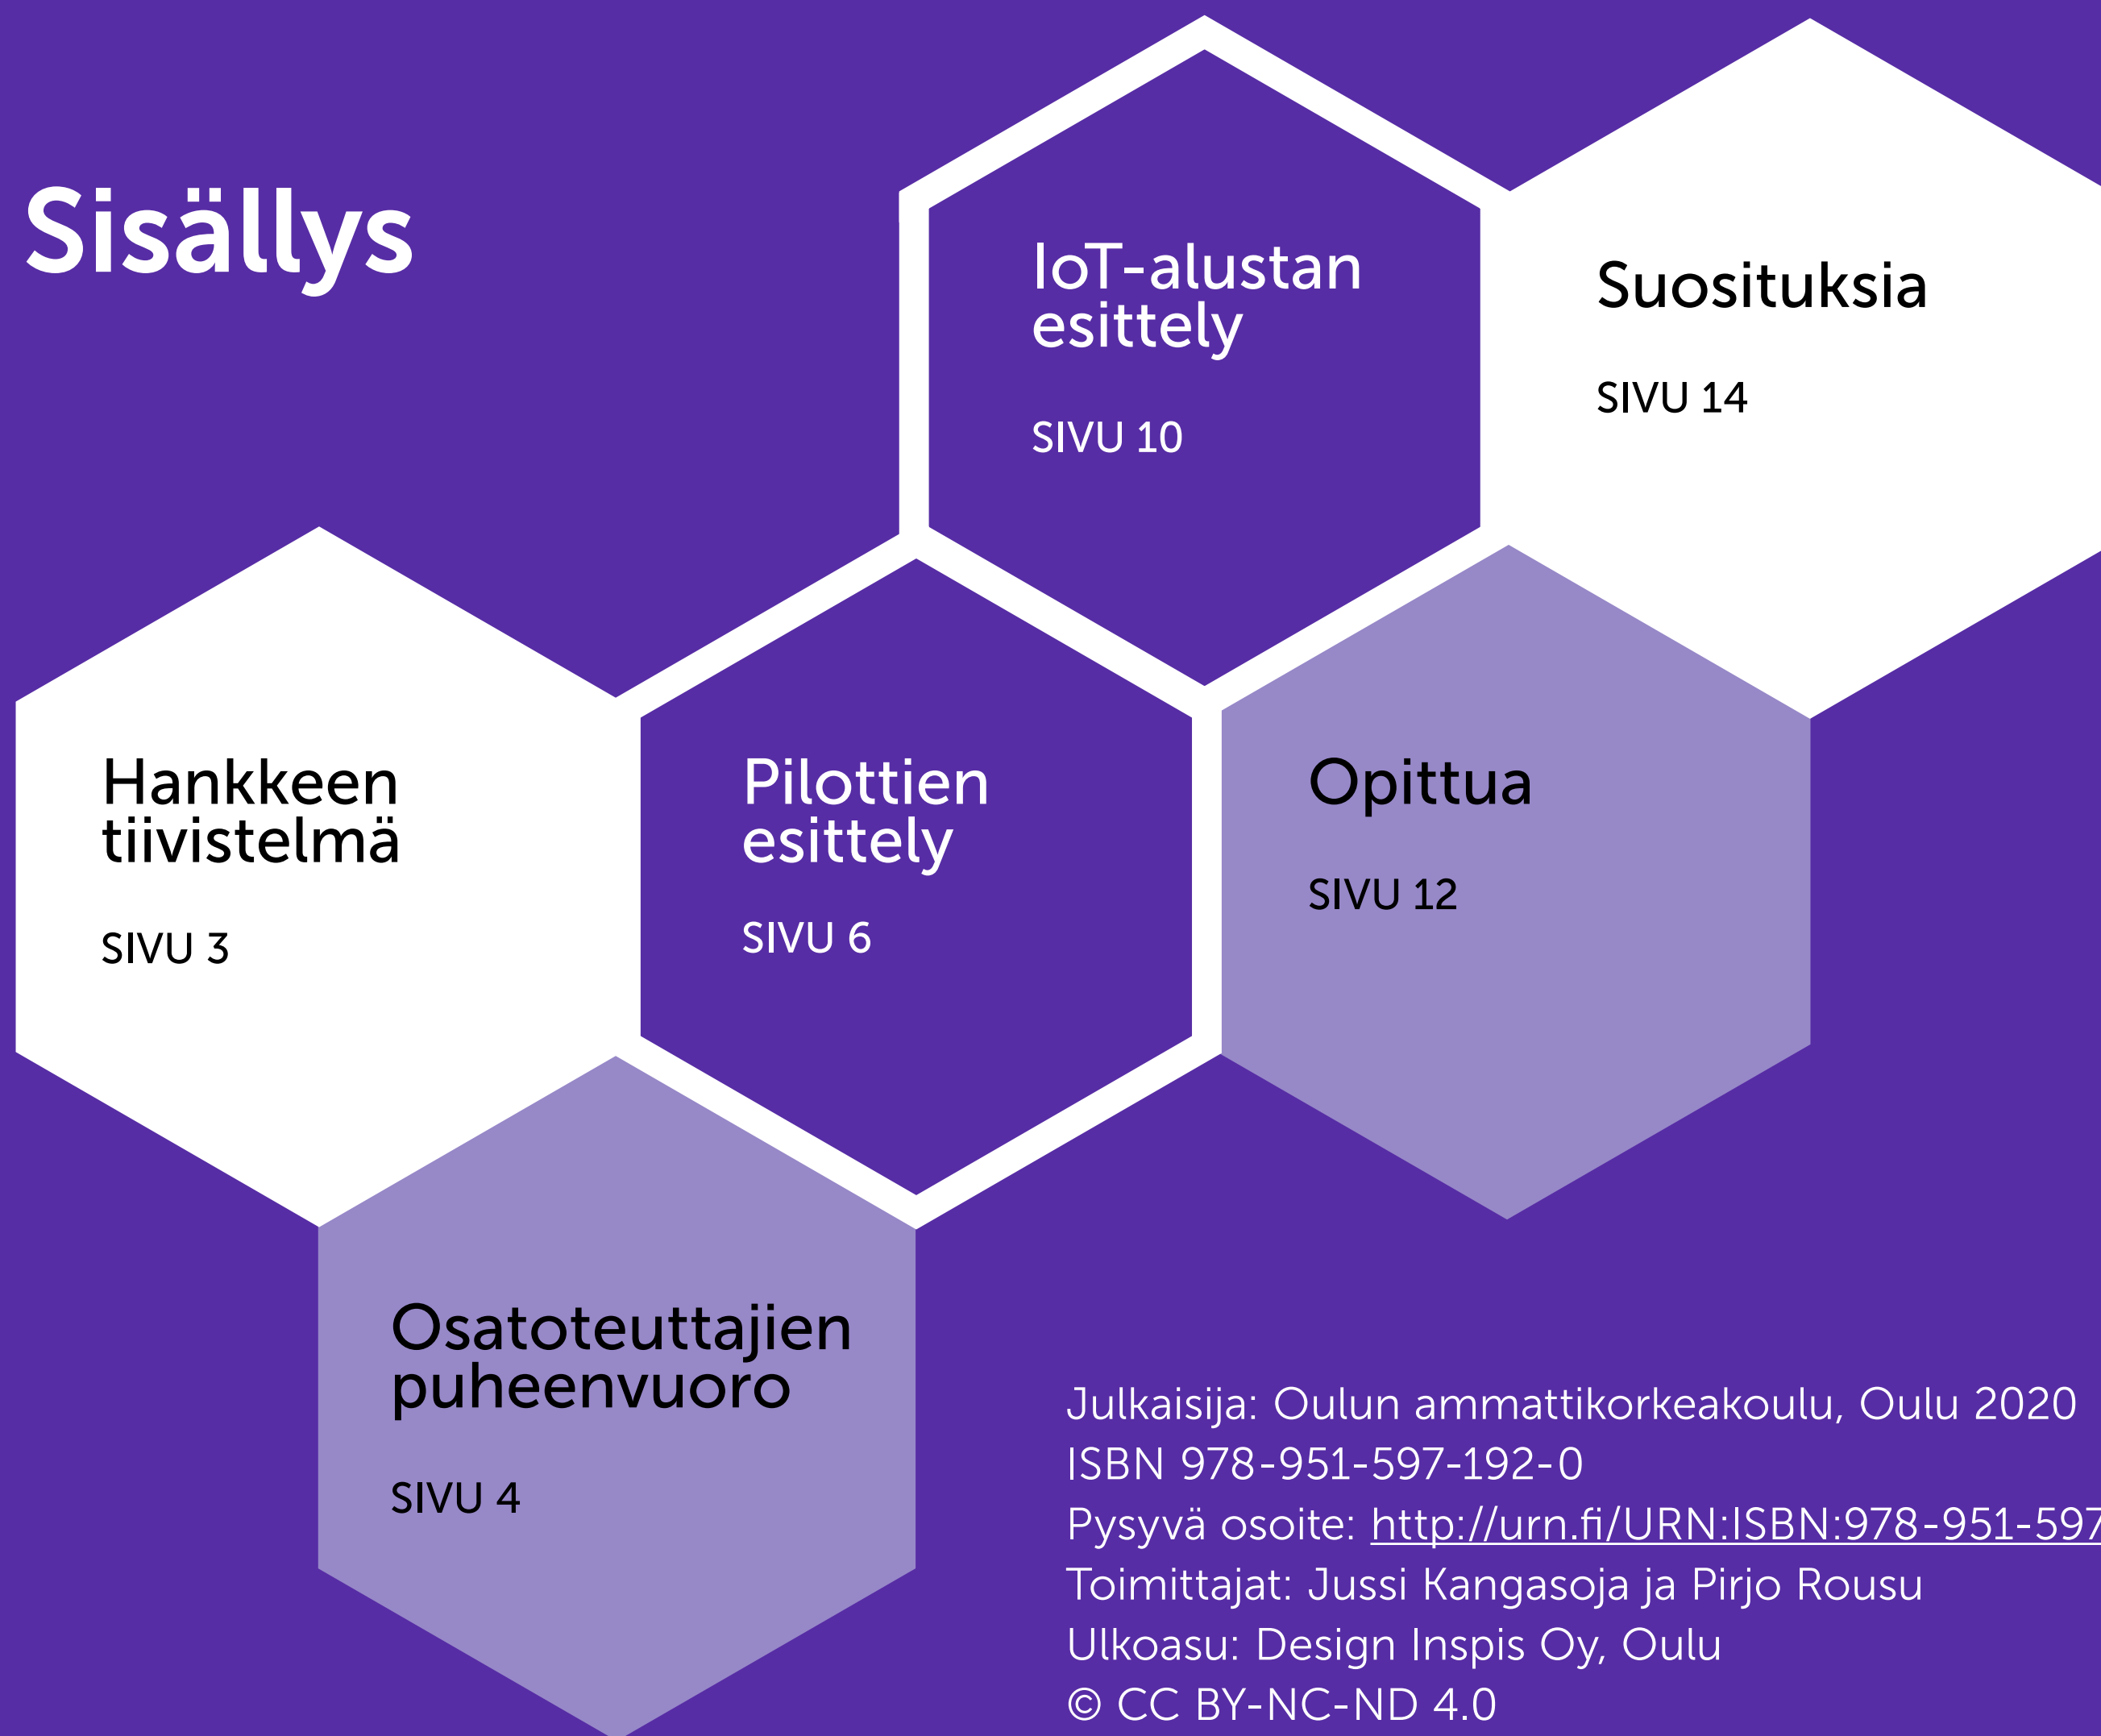 Sisällys
IoT-alustan
esittely
SIVU 10
Suosituksia
SIVU 14
Hankkeen
tiivistelmä
SIVU 3
Pilottien
esittely
SIVU 6
Opittua
SIVU 12
Osatoteuttajien
puheenvuoro
SIVU 4
Julkaisija: Oulun ammattikorkeakoulu, Oulu 2020
ISBN 978-951-597-192-0
Pysyvä osoite: http://urn.fi/URN:ISBN:978-951-597
Toimittajat: Jussi Kangasoja ja Pirjo Rousu
Ulkoasu: Design Inspis Oy, Oulu
© CC BY-NC-ND 4.0